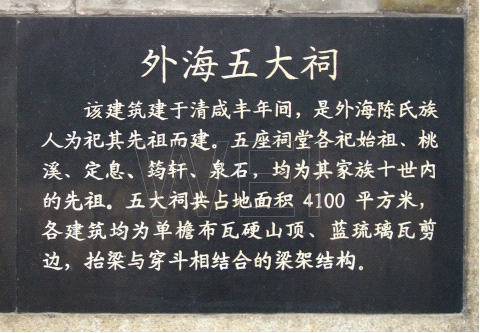 外海五大祠
该建筑建于清咸丰年间，是外海陈氏族
人为祀其先祖而建。五座祠堂各祀始祖、桃
溪、定息、筠轩、泉石，均为其家族十世内
的先祖。五大祠共占地面积 4100 平方米，
各建筑均为单檐布瓦硬山顶、蓝琉璃瓦剪
边，抬梁与穿斗相结合的梁架结构。